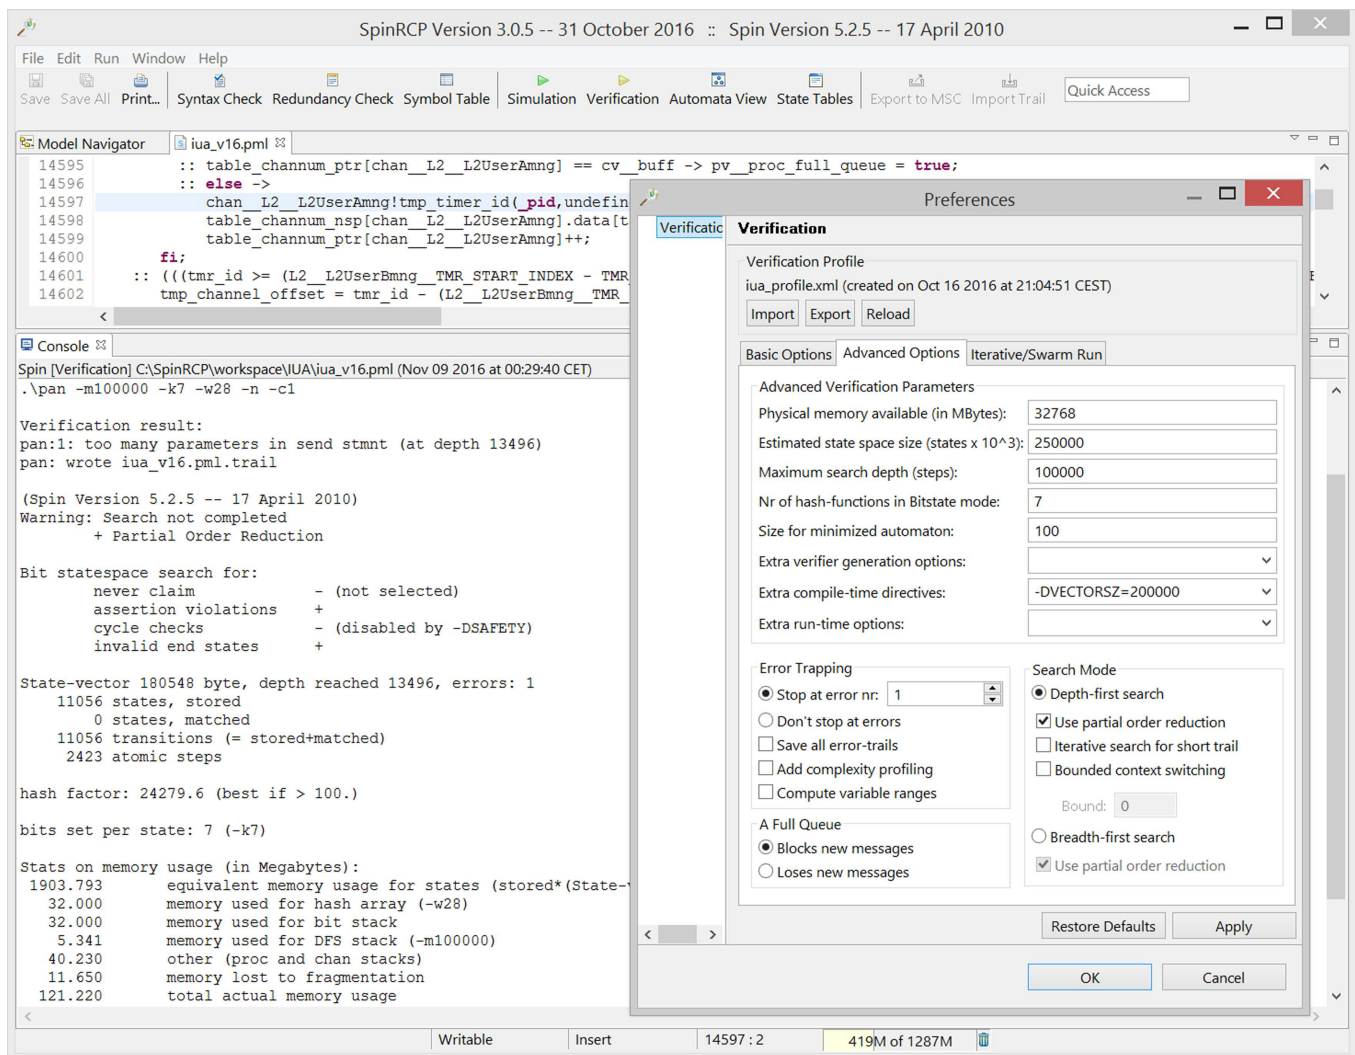 SpinRCP Version 3.0.5 -- 31 October 2016 :: Spin Version 5.2.5 -- 17 April 2010
File Edit Run Window Help
Save Save All Print... Syntax Check Redundancy Check Symbol Table Simulation Verification Automata View State Tables Export to MSC Import Trail Quick Access
Model Navigator iua_v16.pml
14595 :: table_channum_ptr[chan__L2__L2UserAmng] == cv__buff -> pv__proc_full_queue = true;
14596 :: else ->
14597 chan__L2__L2UserAmng!tmp_timer_id(_pid,undefin
14598 table_channum_nsp[chan__L2__L2UserAmng].data[t
14599 table_channum_ptr[chan__L2__L2UserAmng]++;
14600 fi;
14601 :: (((tmr_id >= (L2__L2UserBmng__TMR_START_INDEX - TMR_
14602 tmp_channel_offset = tmr_id - (L2__L2UserBmng__TMR_
Console
Spin [Verification] C:\SpinRCP\workspace\IUA\iua_v16.pml (Nov 09 2016 at 00:29:40 CET)
.\pan -m100000 -k7 -w28 -n -c1
Verification result:
pan:1: too many parameters in send stmnt (at depth 13496)
pan: wrote iua_v16.pml.trail
(Spin Version 5.2.5 -- 17 April 2010)
Warning: Search not completed
+ Partial Order Reduction
Bit statespace search for:
never claim - (not selected)
assertion violations +
cycle checks - (disabled by -DSAFETY)
invalid end states +
State-vector 180548 byte, depth reached 13496, errors: 1
11056 states, stored
0 states, matched
11056 transitions (= stored+matched)
2423 atomic steps
hash factor: 24279.6 (best if > 100.)
bits set per state: 7 (-k7)
Stats on memory usage (in Megabytes):
1903.793 equivalent memory usage for states (stored*(State-v
32.000 memory used for hash array (-w28)
32.000 memory used for bit stack
5.341 memory used for DFS stack (-m100000)
40.230 other (proc and chan stacks)
11.650 memory lost to fragmentation
121.220 total actual memory usage
Preferences
Verificatio
Verification
Verification Profile
iua_profile.xml (created on Oct 16 2016 at 21:04:51 CEST)
Import Export Reload
Basic Options Advanced Options Iterative/Swarm Run
Advanced Verification Parameters
Physical memory available (in MBytes): 32768
Estimated state space size (states x 10^3): 250000
Maximum search depth (steps): 100000
Nr of hash-functions in Bitstate mode: 7
Size for minimized automaton: 100
Extra verifier generation options:
Extra compile-time directives: -DVECTORSZ=200000
Extra run-time options:
Error Trapping
Stop at error nr: 1
Don't stop at errors
Save all error-trails
Add complexity profiling
Compute variable ranges
A Full Queue
Blocks new messages
Loses new messages
Search Mode
Depth-first search
Use partial order reduction
Iterative search for short trail
Bounded context switching
Bound: 0
Breadth-first search
Use partial order reduction
Restore Defaults Apply
OK Cancel
Writable Insert 14597 : 2 419M of 1287M